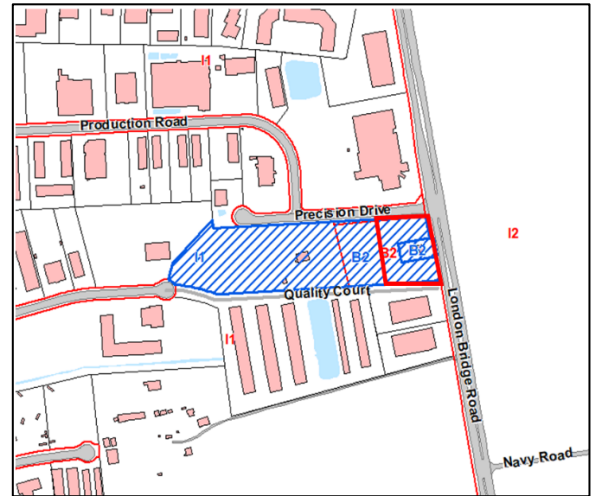 I1
Production Road
Precision Drive
I2
I1
B2
B2
B2
Quality Court
London Bridge Road
I1
Navy Road